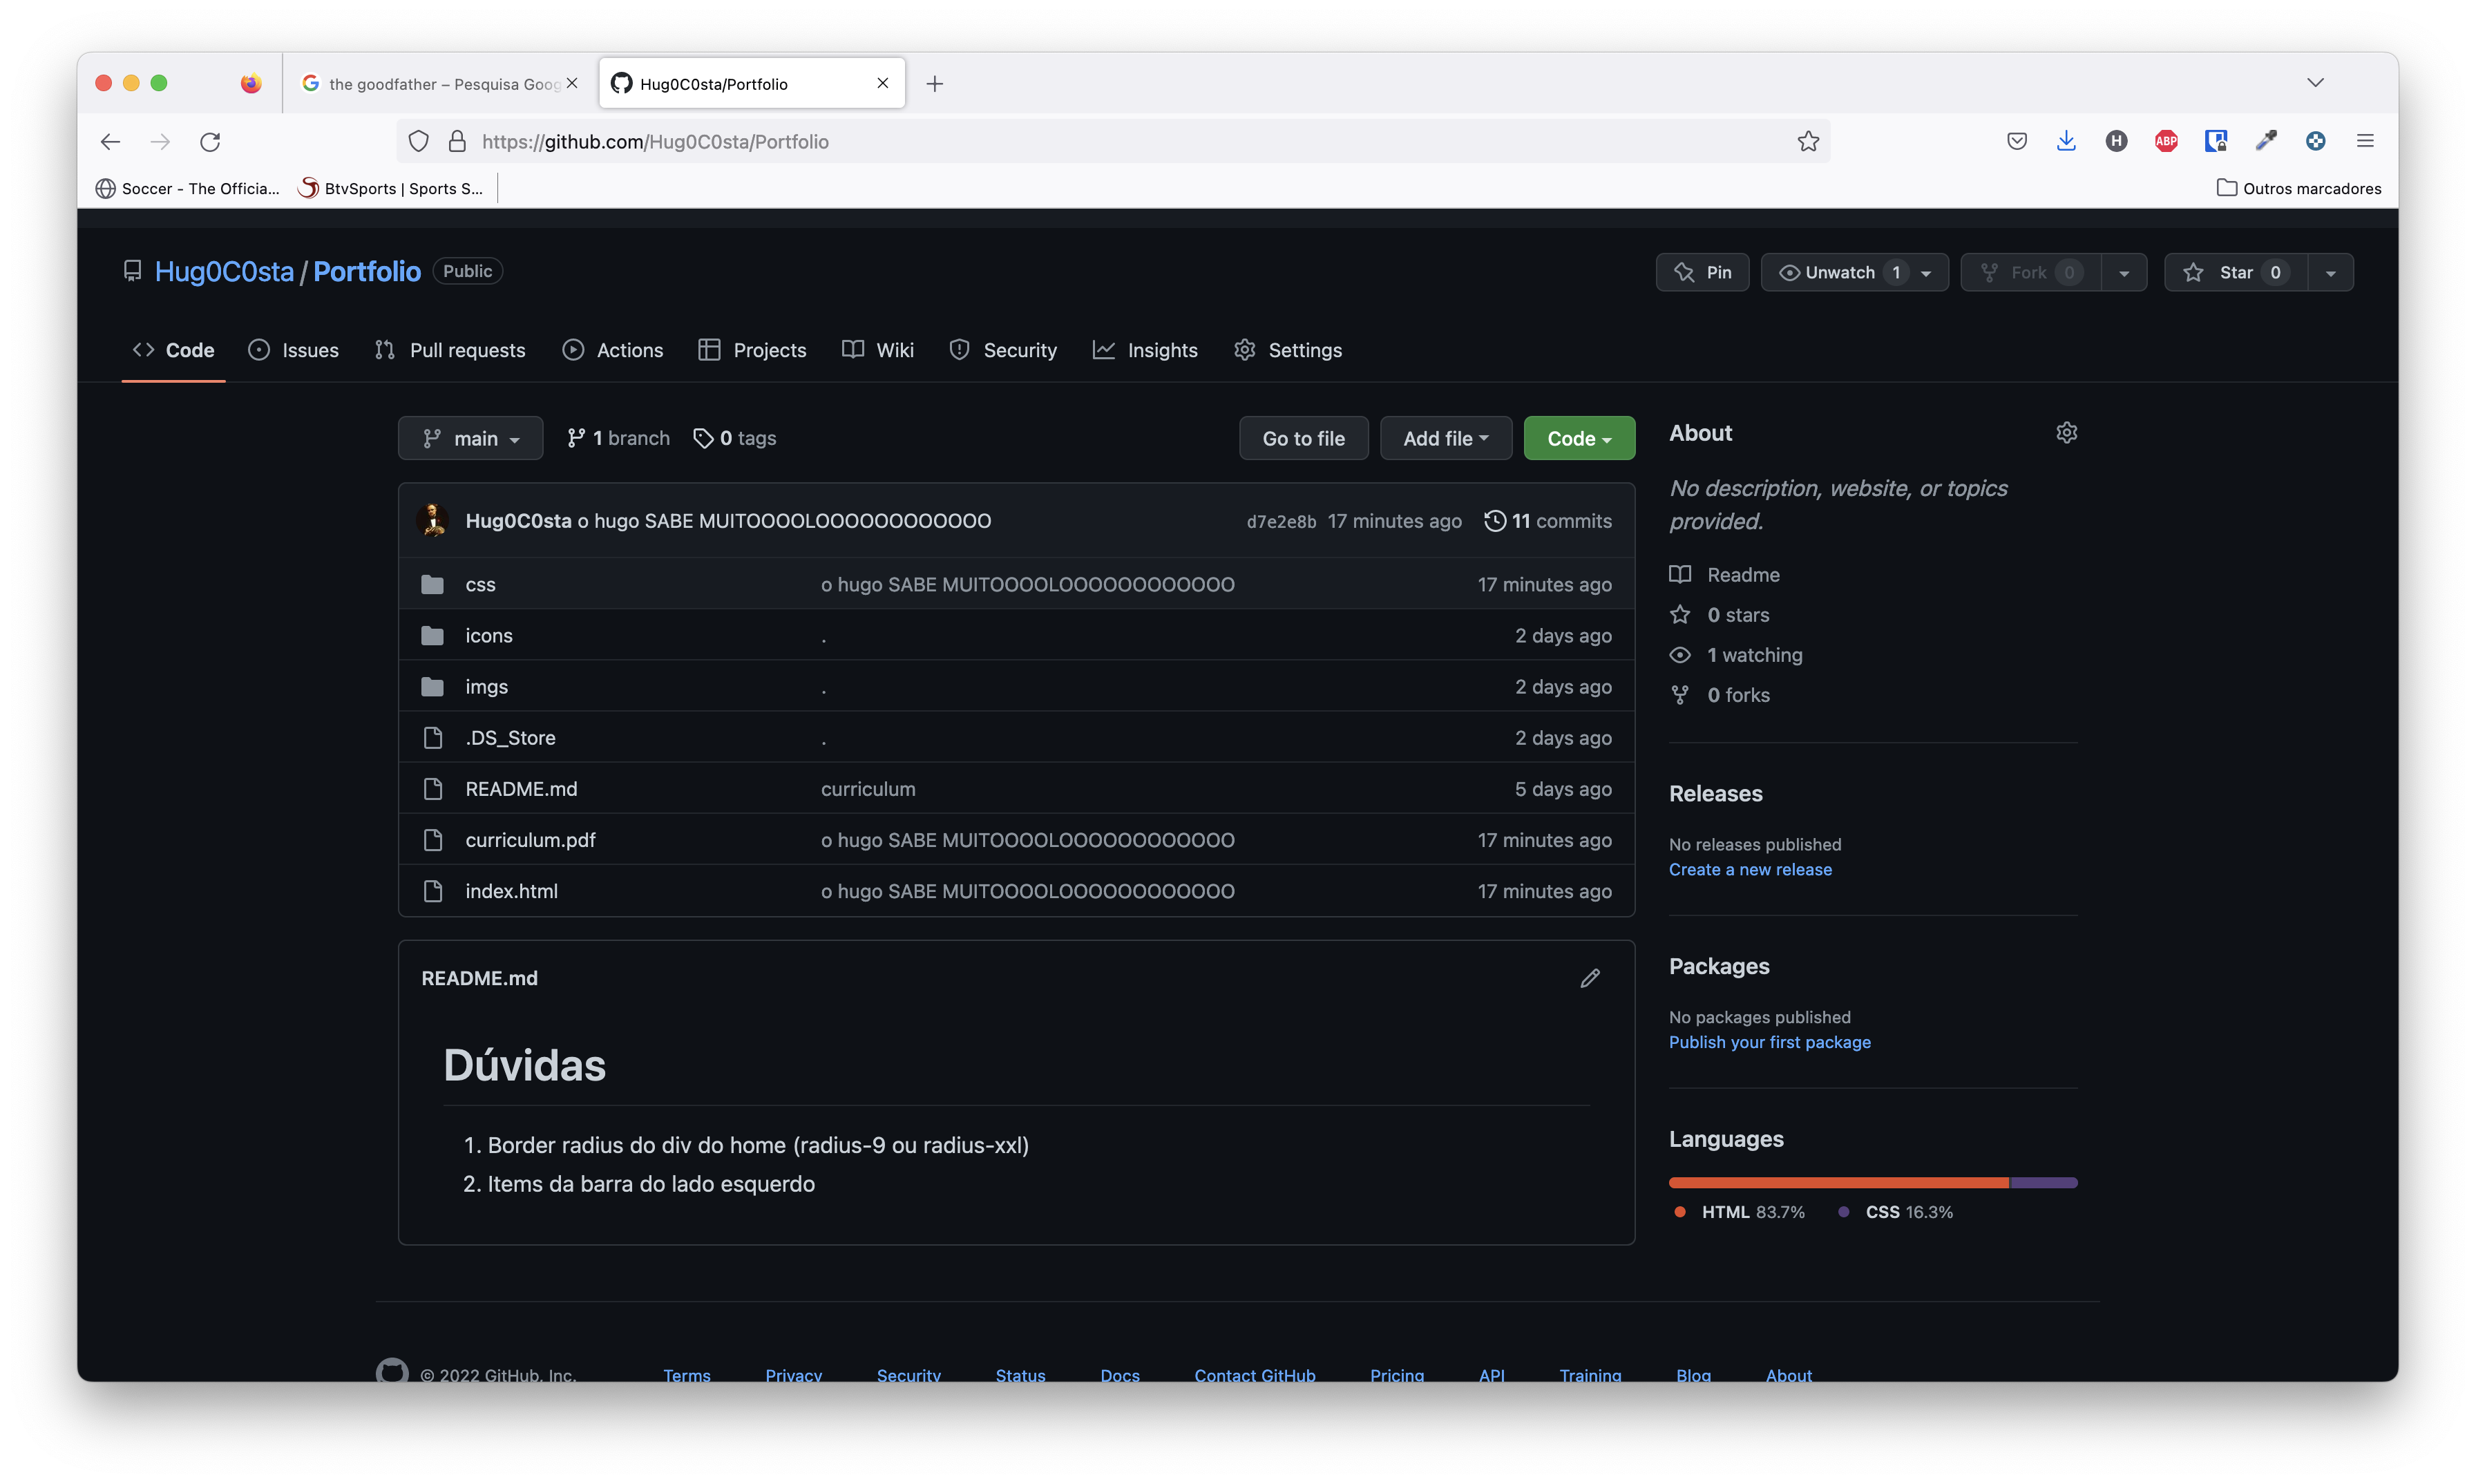 the goodfather – Pesquisa Goog
Hug0C0sta/Portfolio
https://github.com/Hug0C0sta/Portfolio
H
ABP
Soccer - The Officia...
BtvSports | Sports S...
Outros marcadores
Hug0C0sta / Portfolio Public
Pin
Unwatch 1
Fork 0
Star 0
Code
Issues
Pull requests
Actions
Projects
Wiki
Security
Insights
Settings
main
1 branch
0 tags
Go to file
Add file
Code
Hug0C0sta o hugo SABE MUITOOOOLOOOOOOOOOOOO
d7e2e8b 17 minutes ago
11 commits
css o hugo SABE MUITOOOOLOOOOOOOOOOOO 17 minutes ago
icons . 2 days ago
imgs . 2 days ago
.DS_Store . 2 days ago
README.md curriculum 5 days ago
curriculum.pdf o hugo SABE MUITOOOOLOOOOOOOOOOOO 17 minutes ago
index.html o hugo SABE MUITOOOOLOOOOOOOOOOOO 17 minutes ago
README.md
Dúvidas
1. Border radius do div do home (radius-9 ou radius-xxl)
2. Items da barra do lado esquerdo
About
No description, website, or topics
provided.
Readme
0 stars
1 watching
0 forks
Releases
No releases published
Create a new release
Packages
No packages published
Publish your first package
Languages
HTML 83.7%
CSS 16.3%
© 2022 GitHub, Inc.
Terms
Privacy
Security
Status
Docs
Contact GitHub
Pricing
API
Training
Blog
About